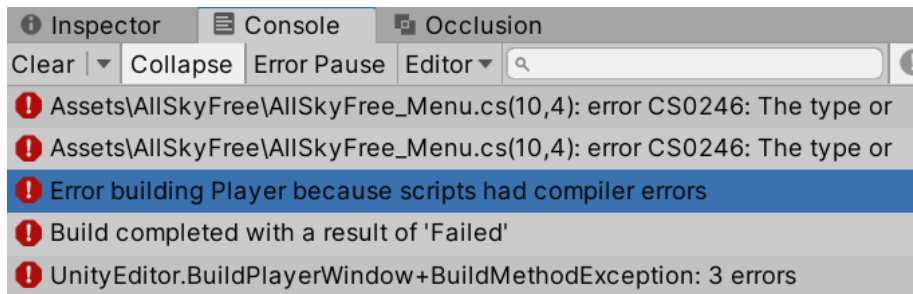 Inspector Console Occlusion
Clear Collapse Error Pause Editor
Assets\AllSkyFree\AllSkyFree_Menu.cs(10,4): error CS0246: The type or
Assets\AllSkyFree\AllSkyFree_Menu.cs(10,4): error CS0246: The type or
Error building Player because scripts had compiler errors
Build completed with a result of 'Failed'
UnityEditor.BuildPlayerWindow+BuildMethodException: 3 errors